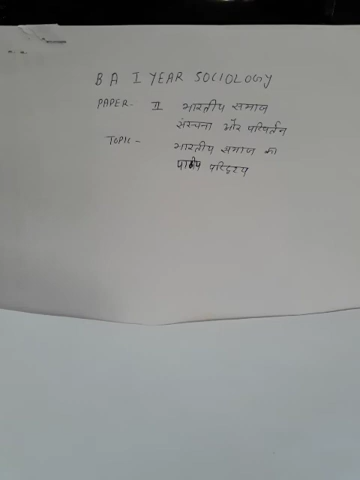 B A I YEAR SOCIOLOGY
PAPER- II भारतीय समाज
संरचना और परिवर्तन
TOPIC - भारतीय समाज का
परिदृश्य